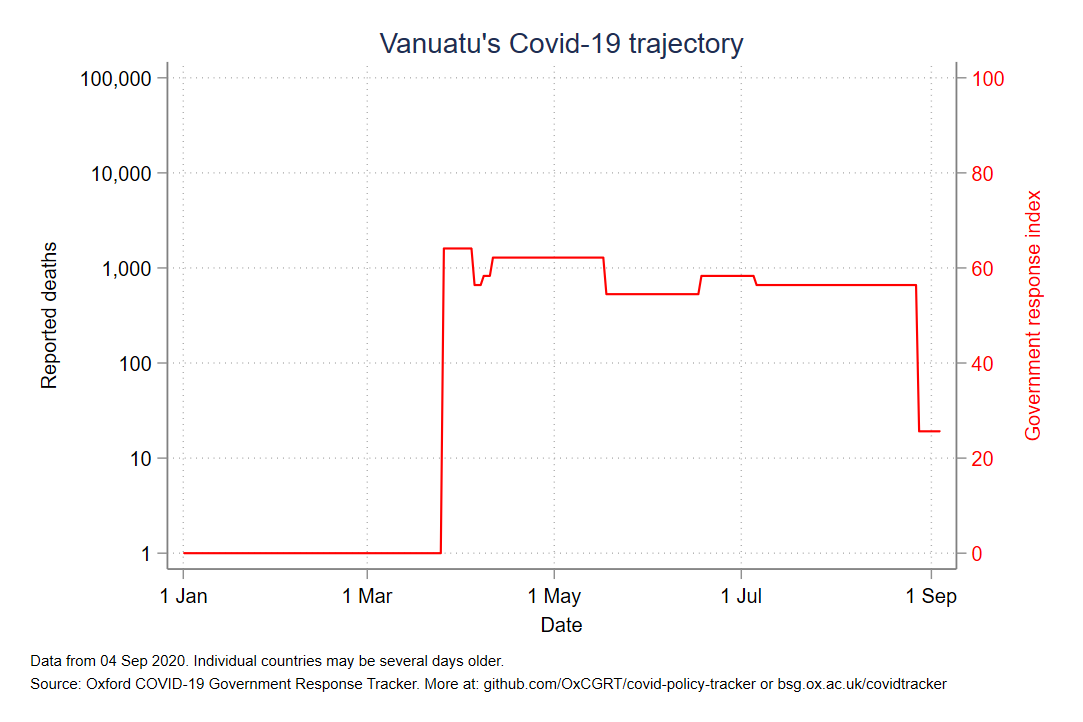 Vanuatu's Covid-19 trajectory
100,000
10,000
1,000
100
10
1
Reported deaths
100
80
60
40
20
0
Government response index
1 Jan
1 Mar
1 May
1 Jul
1 Sep
Date
Data from 04 Sep 2020. Individual countries may be several days older.
Source: Oxford COVID-19 Government Response Tracker. More at: github.com/OxCGRT/covid-policy-tracker or bsg.ox.ac.uk/covidtracker